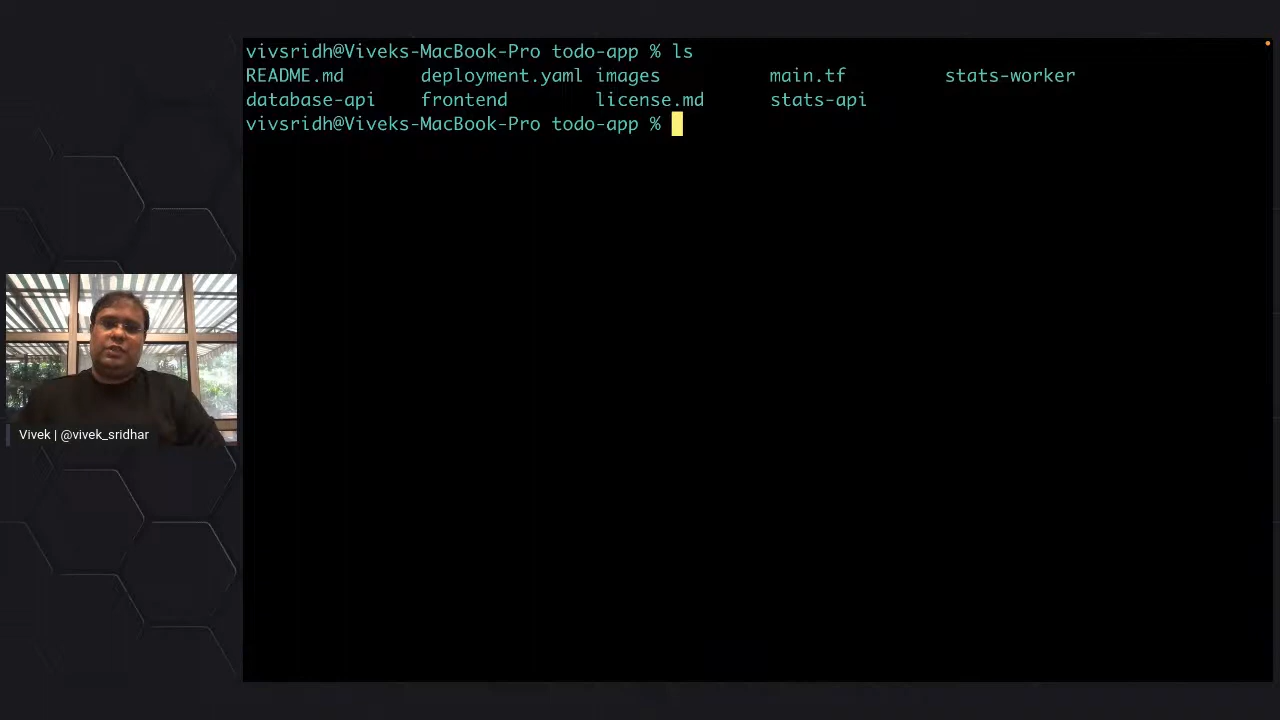 vivsridh@Viveks-MacBook-Pro todo-app % ls
README.md deployment.yaml images main.tf stats-worker
database-api frontend license.md stats-api
vivsridh@Viveks-MacBook-Pro todo-app %
Vivek | @vivek_sridhar